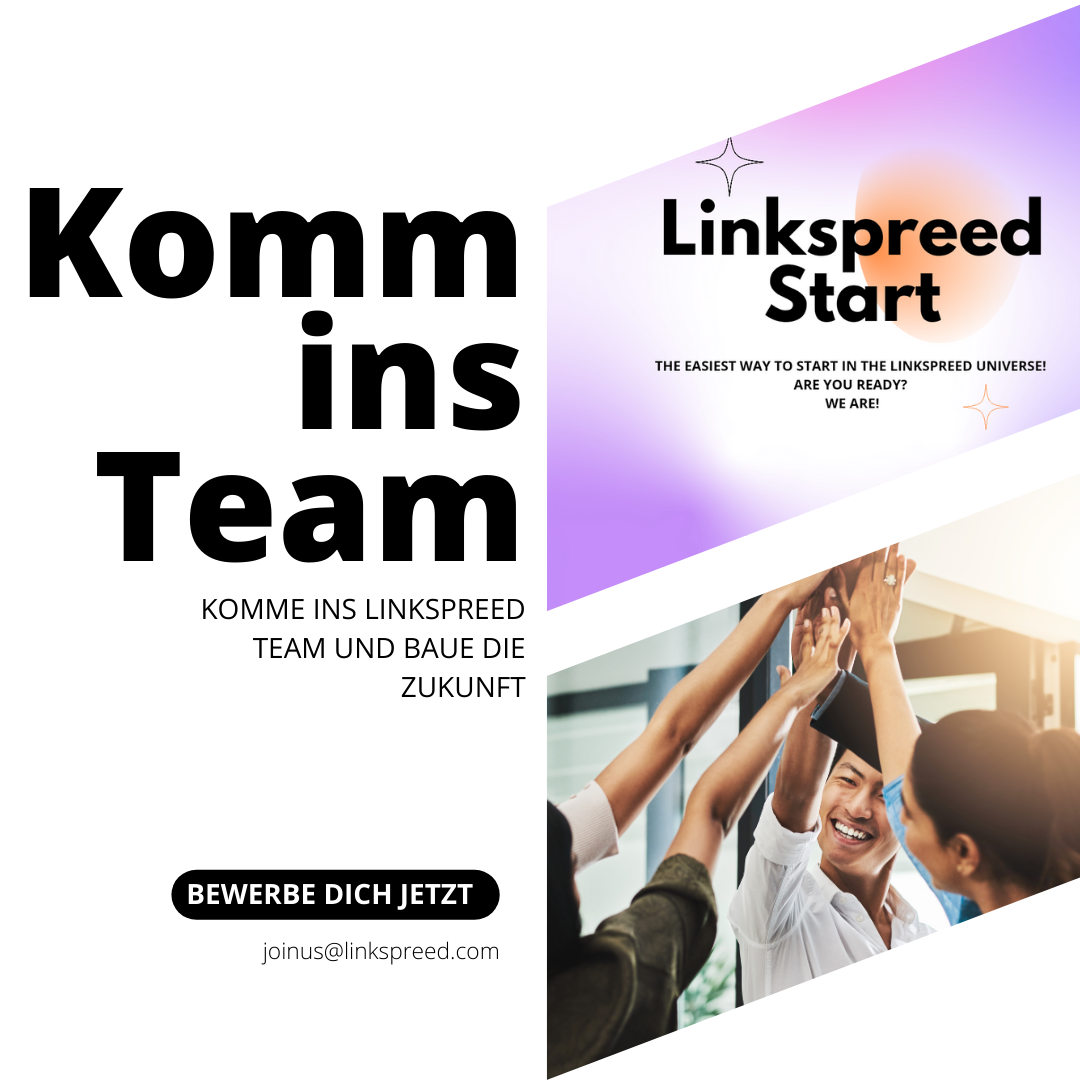 Komm
ins
Team
KOMME INS LINKSPREED
TEAM UND BAUE DIE
ZUKUNFT
BEWERBE DICH JETZT
joinus@linkspreed.com
Linkspreed
Start
THE EASIEST WAY TO START IN THE LINKSPREED UNIVERSE!
ARE YOU READY?
WE ARE!